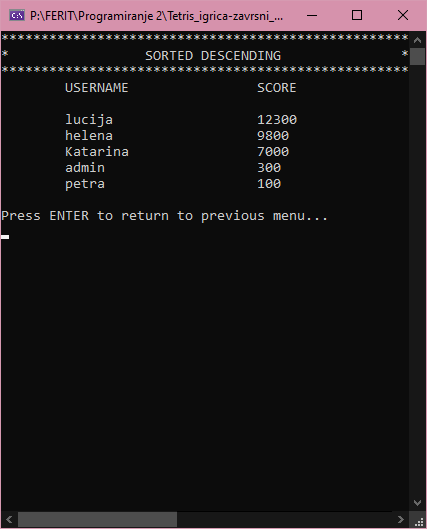 P:\FERIT\Programiranje 2\Tetris_igrica-zavrsni_...
***************************************************
* SORTED DESCENDING *
***************************************************
USERNAME SCORE
lucija 12300
helena 9800
Katarina 7000
admin 300
petra 100
Press ENTER to return to previous menu...